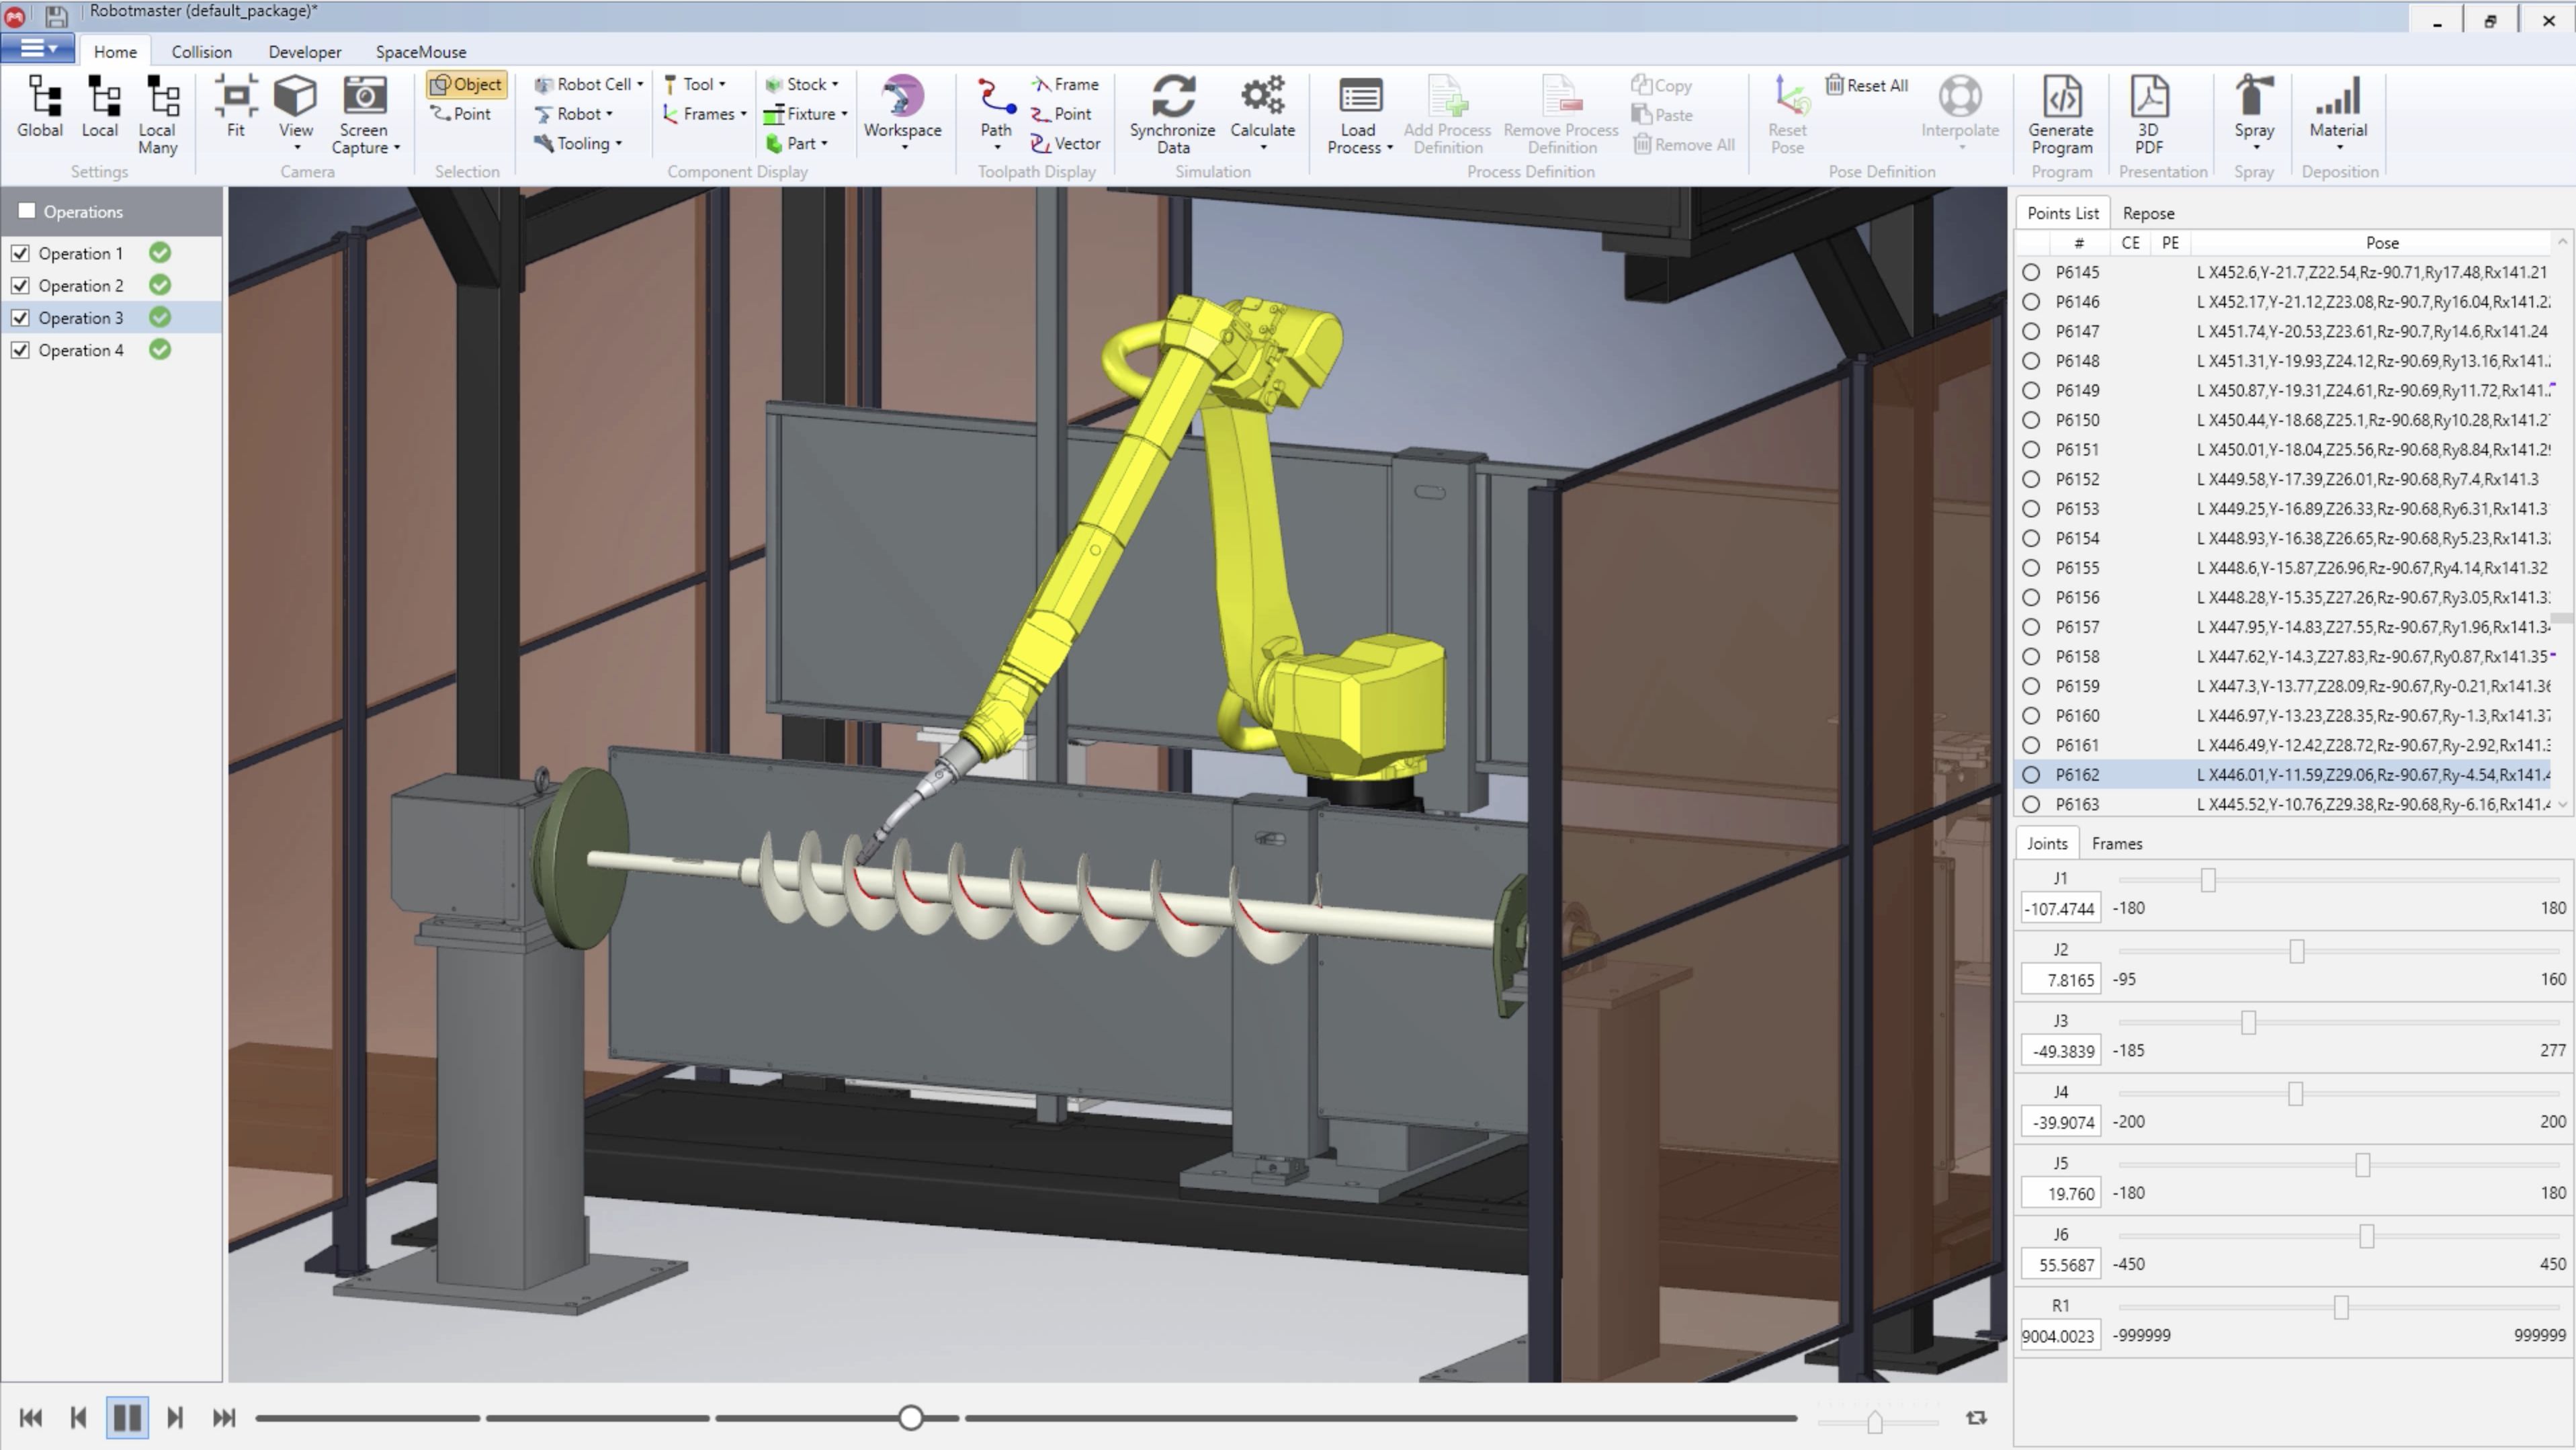 Robotmaster (default_package)*
Home Collision Developer SpaceMouse
Global Local Local Many
Settings
Fit View Screen Capture
Camera
Object
Point
Selection
Robot Cell Tool Stock
Robot Frames Fixture
Tooling Part
Workspace
Component Display
Path Frame
Point
Vector
Toolpath Display
Synchronize Data Calculate
Simulation
Load Process Add Process Definition Remove Process Definition
Copy
Paste
Remove All
Process Definition
Reset Pose Reset All Interpolate
Pose Definition
Generate Program
Program
3D PDF
Presentation
Spray
Spray
Material
Deposition
Operations
Operation 1
Operation 2
Operation 3
Operation 4
Points List Repose
# CE PE Pose
P6145 L X452.6,Y-21.7,Z22.54,Rz-90.71,Ry17.48,Rx141.21
P6146 L X452.17,Y-21.12,Z23.08,Rz-90.7,Ry16.04,Rx141.2
P6147 L X451.74,Y-20.53,Z23.61,Rz-90.7,Ry14.6,Rx141.24
P6148 L X451.31,Y-19.93,Z24.12,Rz-90.69,Ry13.16,Rx141.
P6149 L X450.87,Y-19.31,Z24.61,Rz-90.69,Ry11.72,Rx141.
P6150 L X450.44,Y-18.68,Z25.1,Rz-90.68,Ry10.28,Rx141.2
P6151 L X450.01,Y-18.04,Z25.56,Rz-90.68,Ry8.84,Rx141.2
P6152 L X449.58,Y-17.39,Z26.01,Rz-90.68,Ry7.4,Rx141.3
P6153 L X449.25,Y-16.89,Z26.33,Rz-90.68,Ry6.31,Rx141.3
P6154 L X448.93,Y-16.38,Z26.65,Rz-90.68,Ry5.23,Rx141.3
P6155 L X448.6,Y-15.87,Z26.96,Rz-90.67,Ry4.14,Rx141.32
P6156 L X448.28,Y-15.35,Z27.26,Rz-90.67,Ry3.05,Rx141.3
P6157 L X447.95,Y-14.83,Z27.55,Rz-90.67,Ry1.96,Rx141.3
P6158 L X447.62,Y-14.3,Z27.83,Rz-90.67,Ry0.87,Rx141.35
P6159 L X447.3,Y-13.77,Z28.09,Rz-90.67,Ry-0.21,Rx141.36
P6160 L X446.97,Y-13.23,Z28.35,Rz-90.67,Ry-1.3,Rx141.37
P6161 L X446.49,Y-12.42,Z28.72,Rz-90.67,Ry-2.92,Rx141.
P6162 L X446.01,Y-11.59,Z29.06,Rz-90.67,Ry-4.54,Rx141.4
P6163 L X445.52,Y-10.76,Z29.38,Rz-90.68,Ry-6.16,Rx141.4
Joints Frames
J1
-107.4744 -180 180
J2
7.8165 -95 160
J3
-49.3839 -185 277
J4
-39.9074 -200 200
J5
19.760 -180 180
J6
55.5687 -450 450
R1
9004.0023 -999999 999999